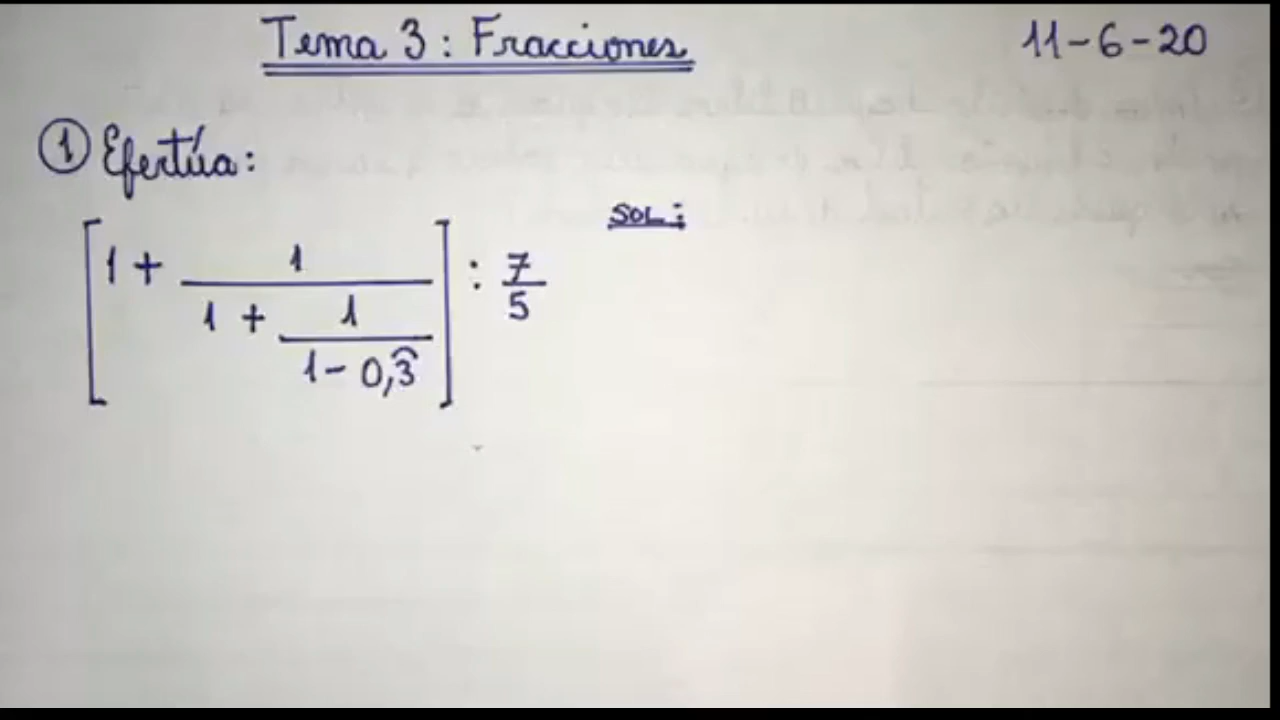 Tema 3 : Fracciones
11-6-20
① Efectúa:
SOL:
[1 + 1/(1 + 1/(1 - 0,3̂))] : 7/5